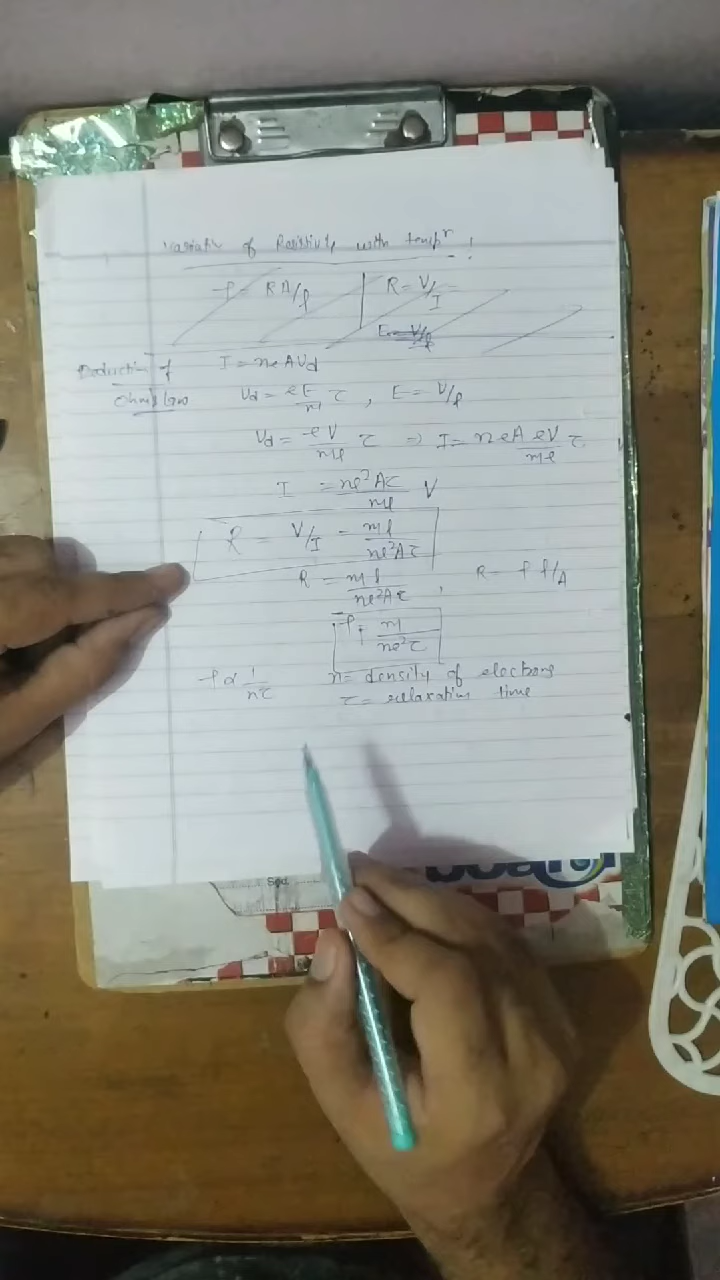 Variatn of Resistivity with tempr !
ρ = RA/l R = V/I
E = V/l
Deduction of I = neAVd
Ohm's law Vd = eE/m τ , E = V/l
Vd = eV/ml τ ⇒ I = neA eV/ml τ
I = ne²Aτ/ml V
R = V/I = ml/ne²Aτ
R = ml/ne²Aτ , R = ρ l/A
ρ = m/ne²τ
ρ ∝ 1/nτ n = density of electrons
τ = relaxation time